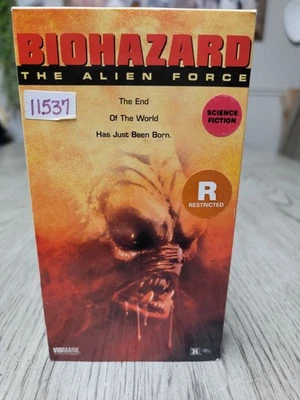 BIOHAZARD
THE ALIEN FORCE
11537
The End
Of The World
Has Just Been Born.
SCIENCE
FICTION
R
RESTRICTED
VIDMARK
R